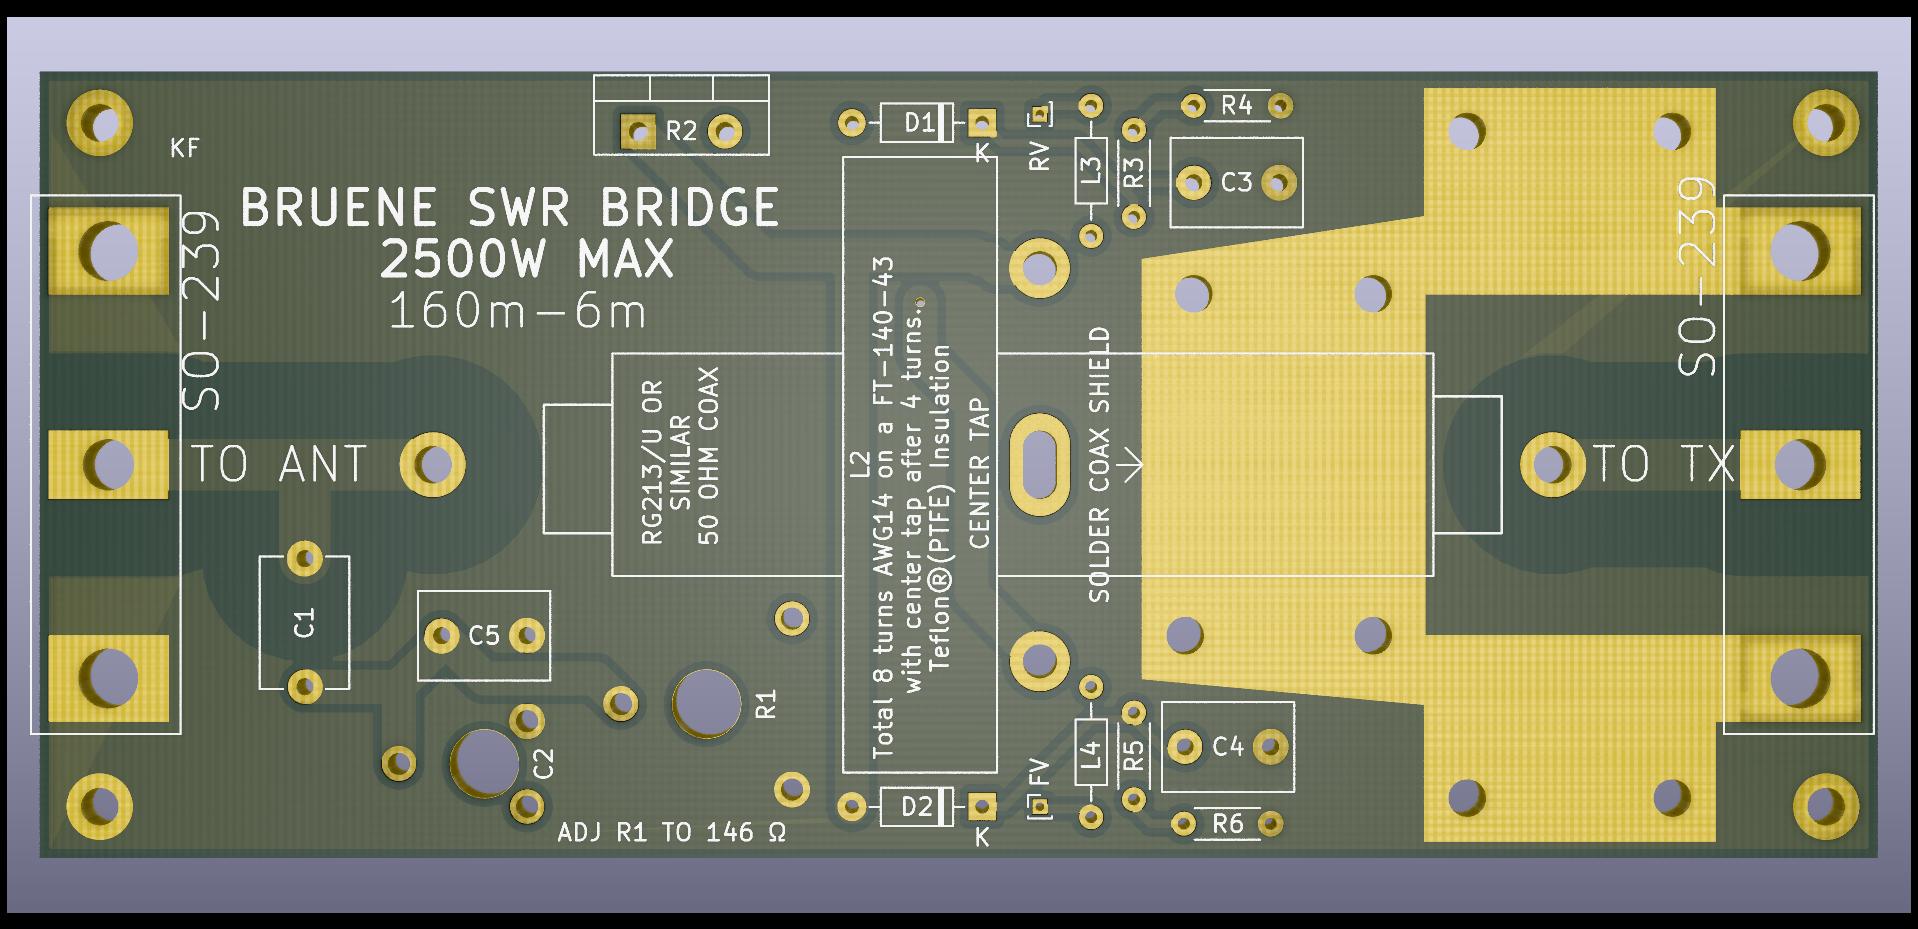 KF
R2
D1
K
RV
L3
R3
R4
C3
BRUENE SWR BRIDGE
2500W MAX
160m-6m
SO-239
SO-239
TO ANT
RG213/U OR
SIMILAR
50 OHM COAX
L2
Total 8 turns AWG14 on a FT-140-43
with center tap after 4 turns.
Teflon®(PTFE) Insulation
CENTER TAP
SOLDER COAX SHIELD
TO TX
C1
C5
C2
R1
ADJ R1 TO 146 Ω
D2
K
FV
L4
R5
C4
R6